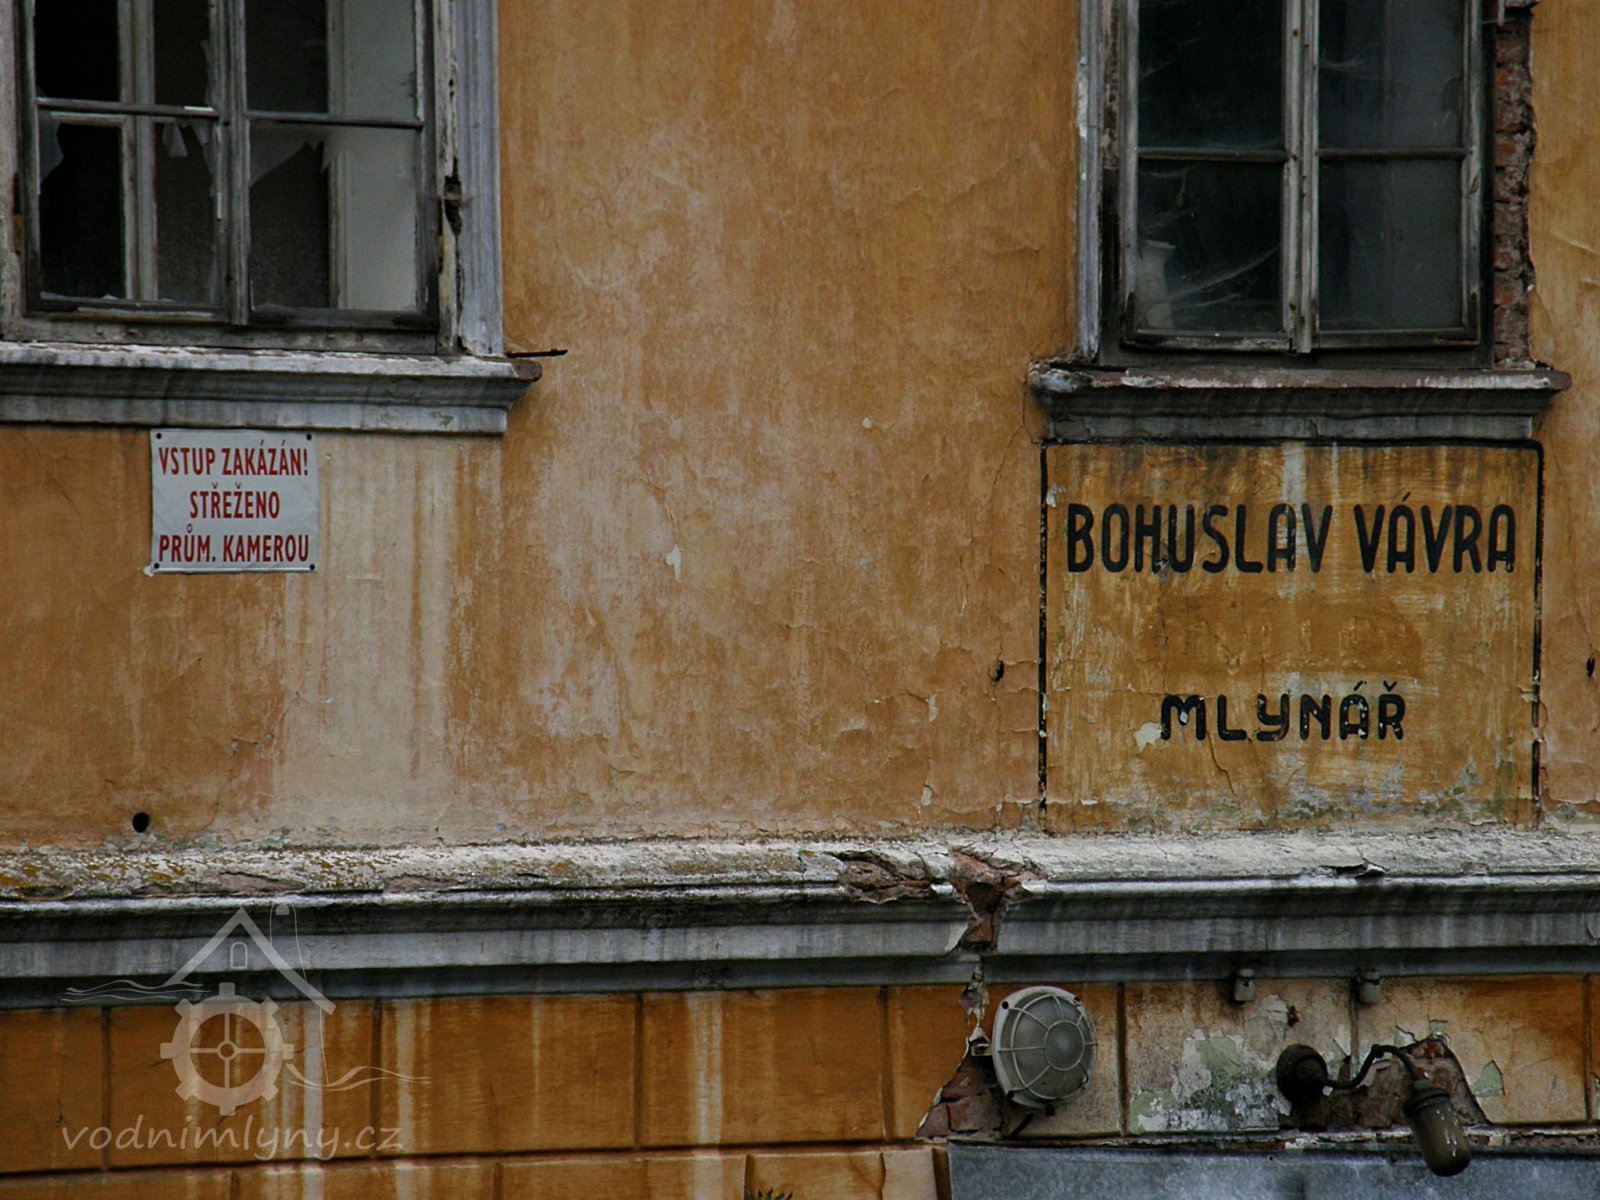 VSTUP ZAKÁZÁN!
STŘEŽENO
PRŮM. KAMEROU
BOHUSLAV VÁVRA
MLYNÁŘ
vodnimlyny.cz